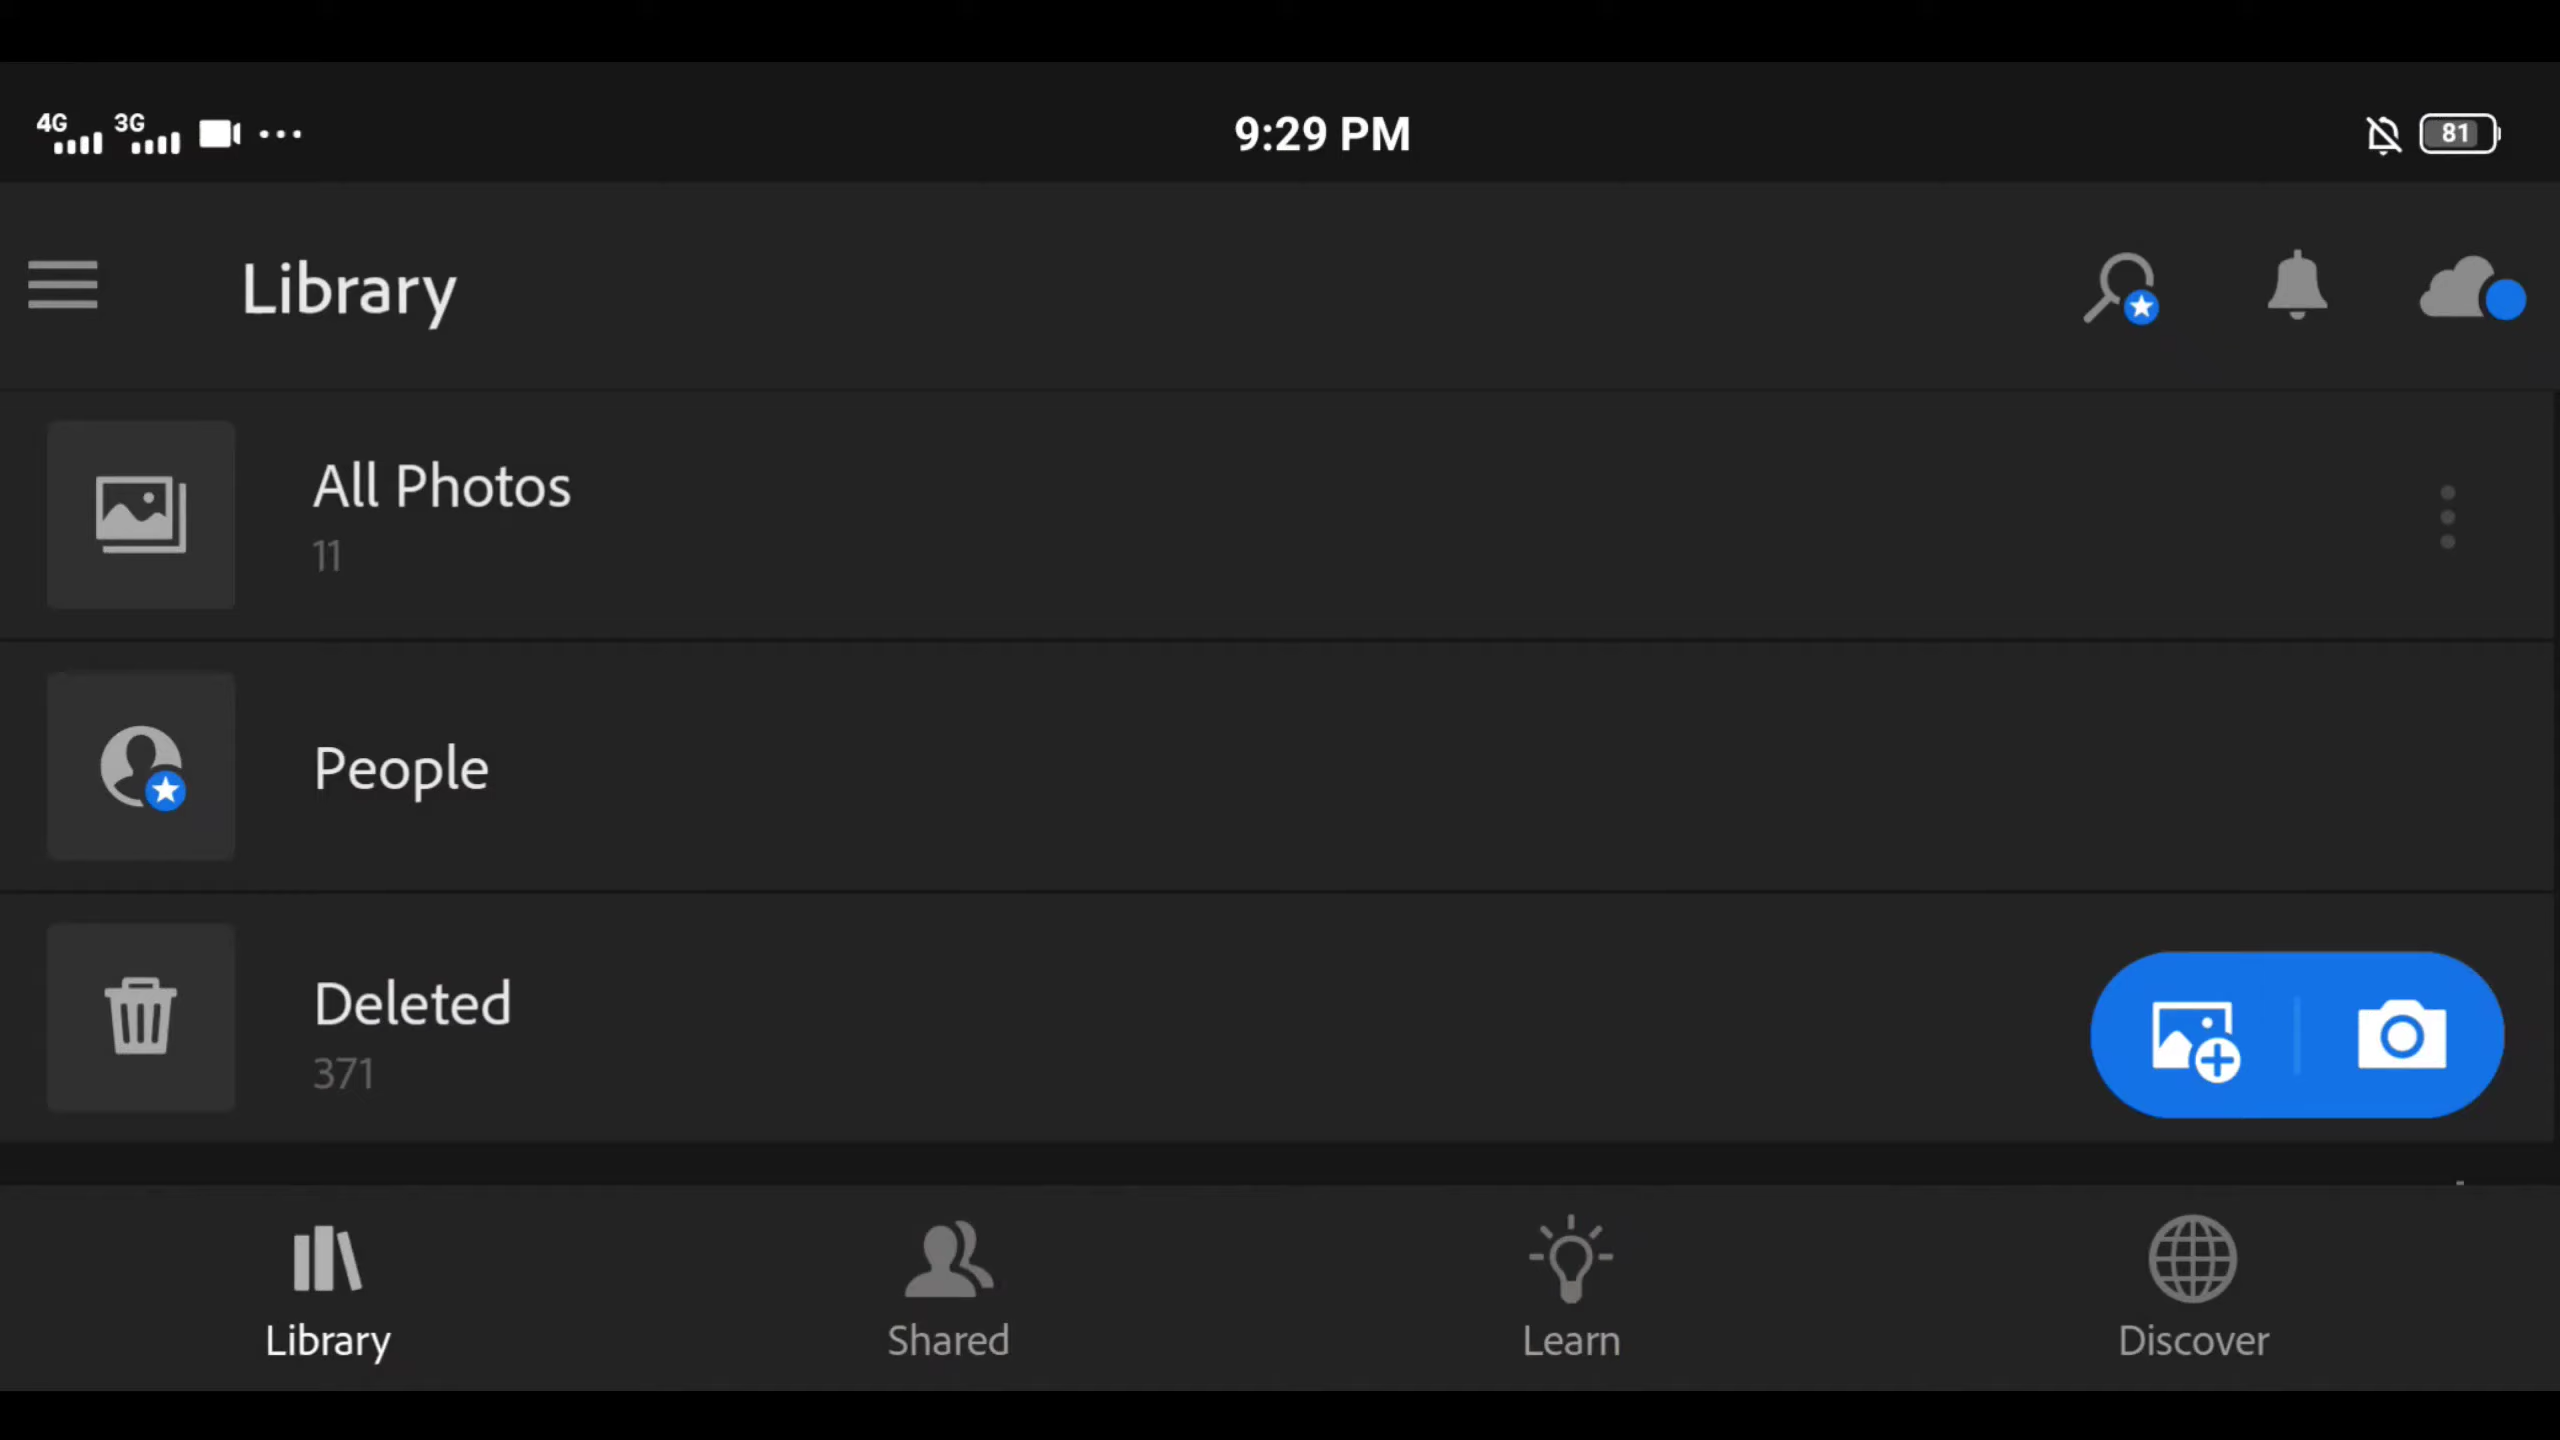 4G 3G 9:29 PM 81
Library
All Photos
11
People
Deleted
371
Library Shared Learn Discover